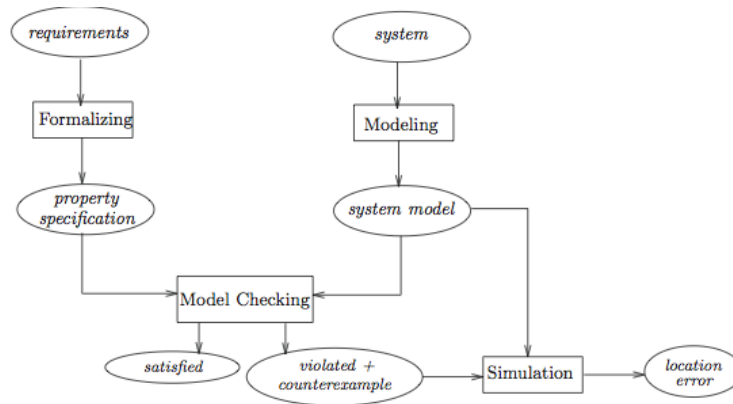 requirements
system
Formalizing
Modeling
property
specification
system model
Model Checking
satisfied
violated +
counterexample
Simulation
location
error